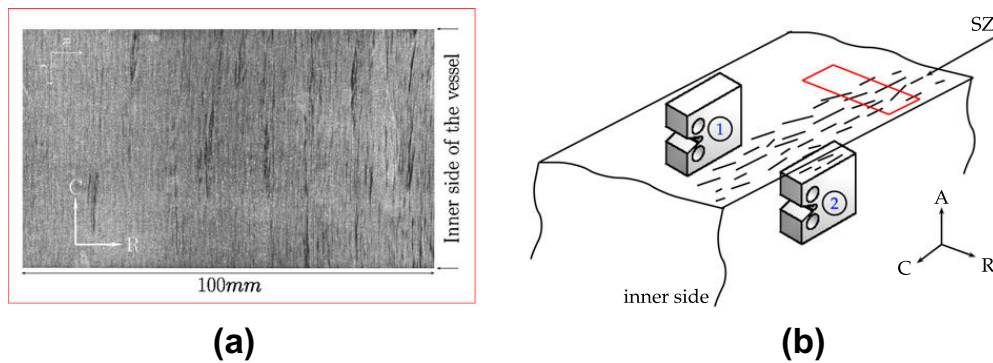 C
R
100mm
Inner side of the vessel
(a)
SZ
1
2
inner side
A
C
R
(b)